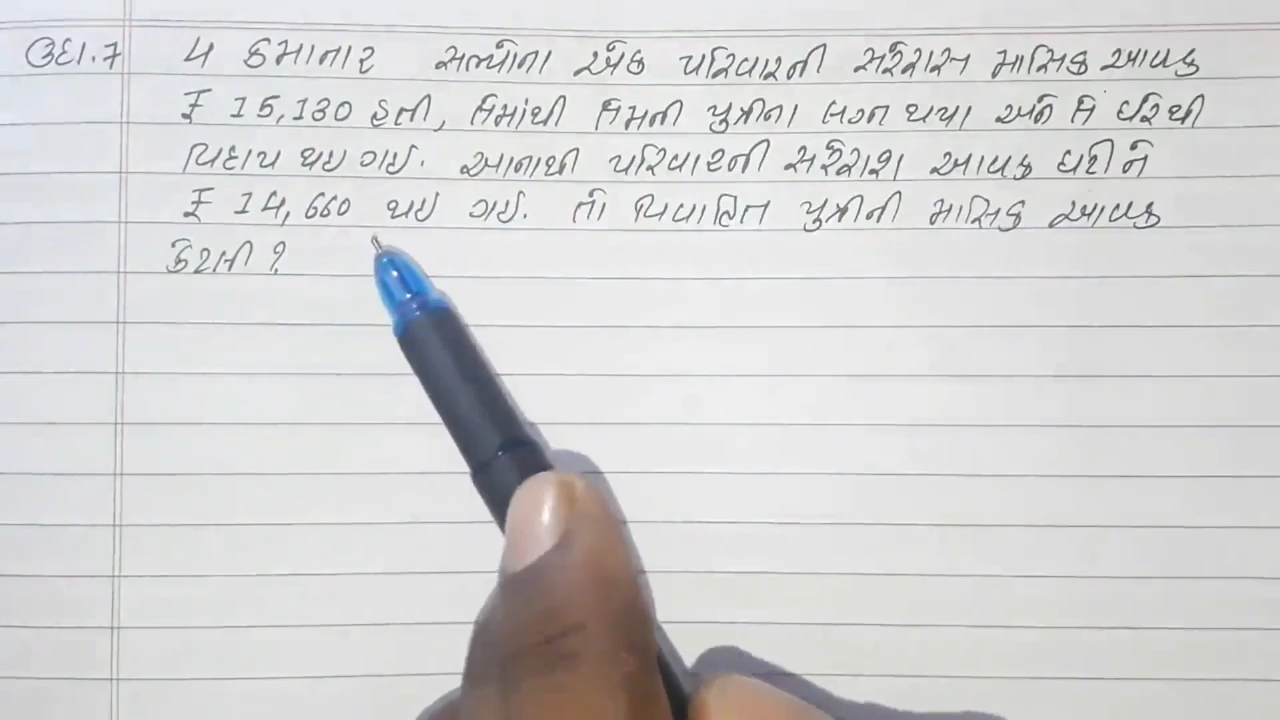 ઉદા.7 4 કમાનાર સભ્યોના એક પરિવારની સરેરાસ માસિક આવક
₹ 15,130 હતી, તેમાંથી તેમની પુત્રીના લગ્ન થયા અને તે ઘરેથી
વિદાય થઇ ગઇ. આનાથી પરિવારની સરેરાશ આવક ઘટીને
₹ 14,660 થઇ ગઇ. તો વિવાહિત પુત્રીની માસિક આવક
કેટલી ?